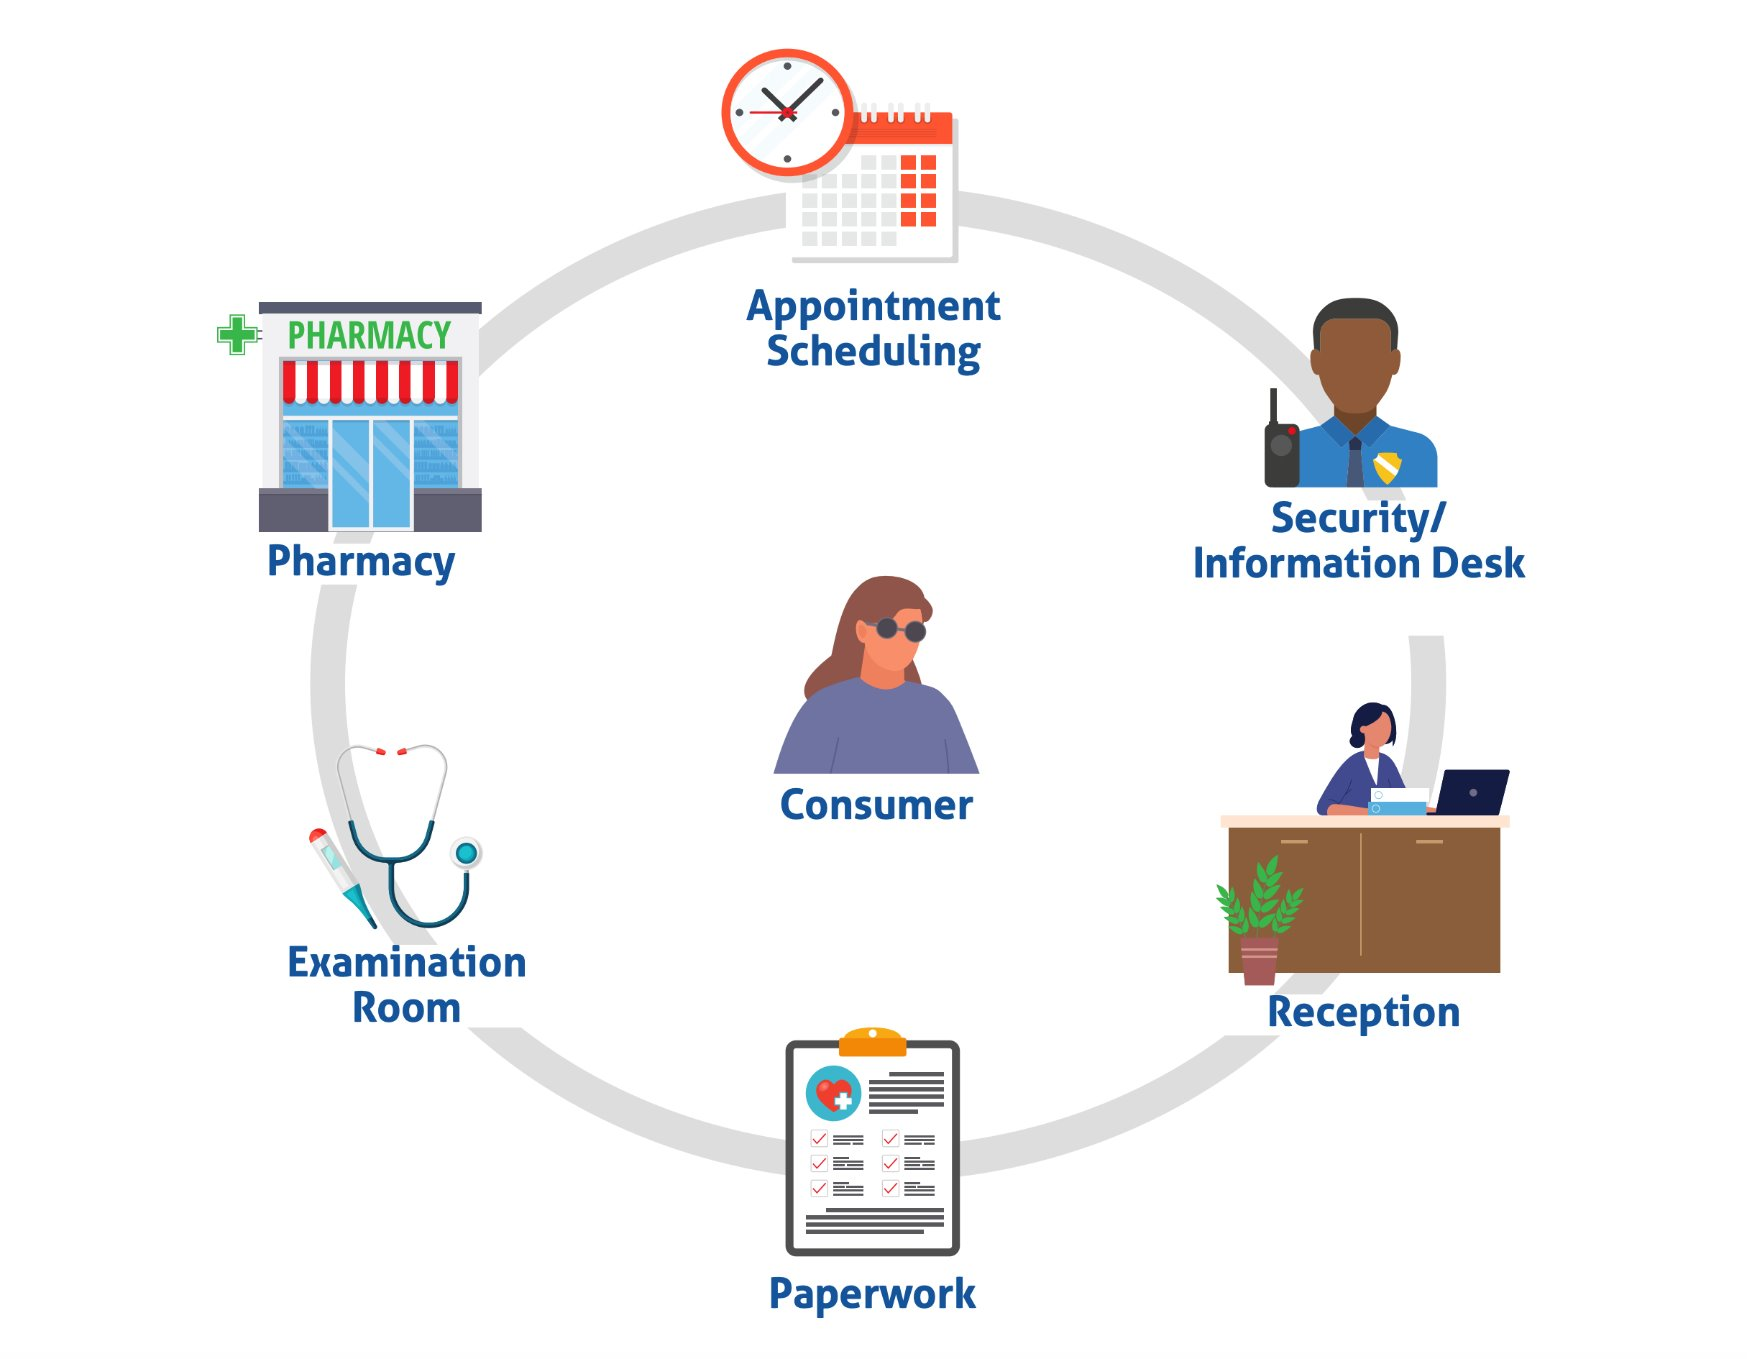 Appointment
Scheduling
PHARMACY
Pharmacy
Security/
Information Desk
Consumer
Examination
Room
Reception
Paperwork